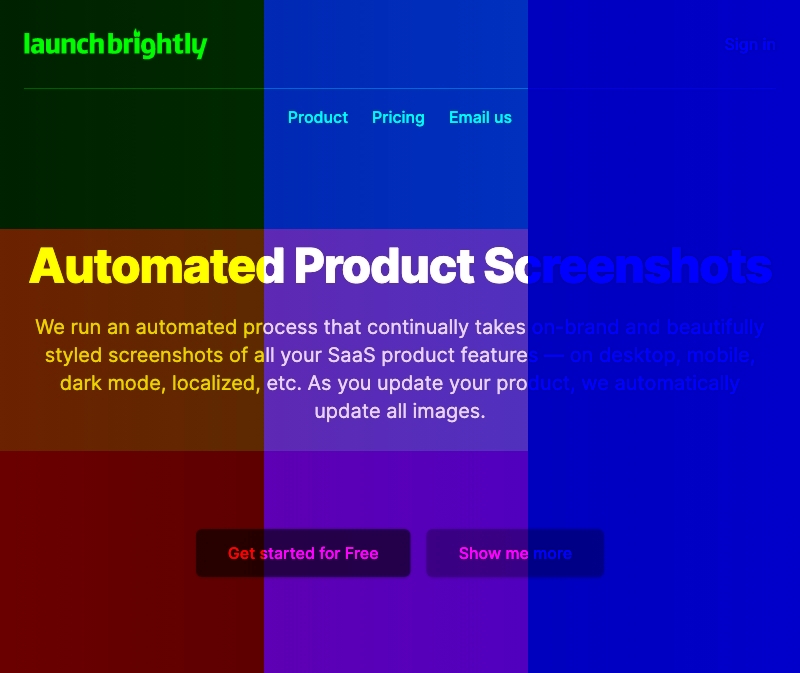 launchbrightly
Sign in
Product Pricing Email us
Automated Product Screenshots
We run an automated process that continually takes on-brand and beautifully
styled screenshots of all your SaaS product features — on desktop, mobile,
dark mode, localized, etc. As you update your product, we automatically
update all images.
Get started for Free Show me more